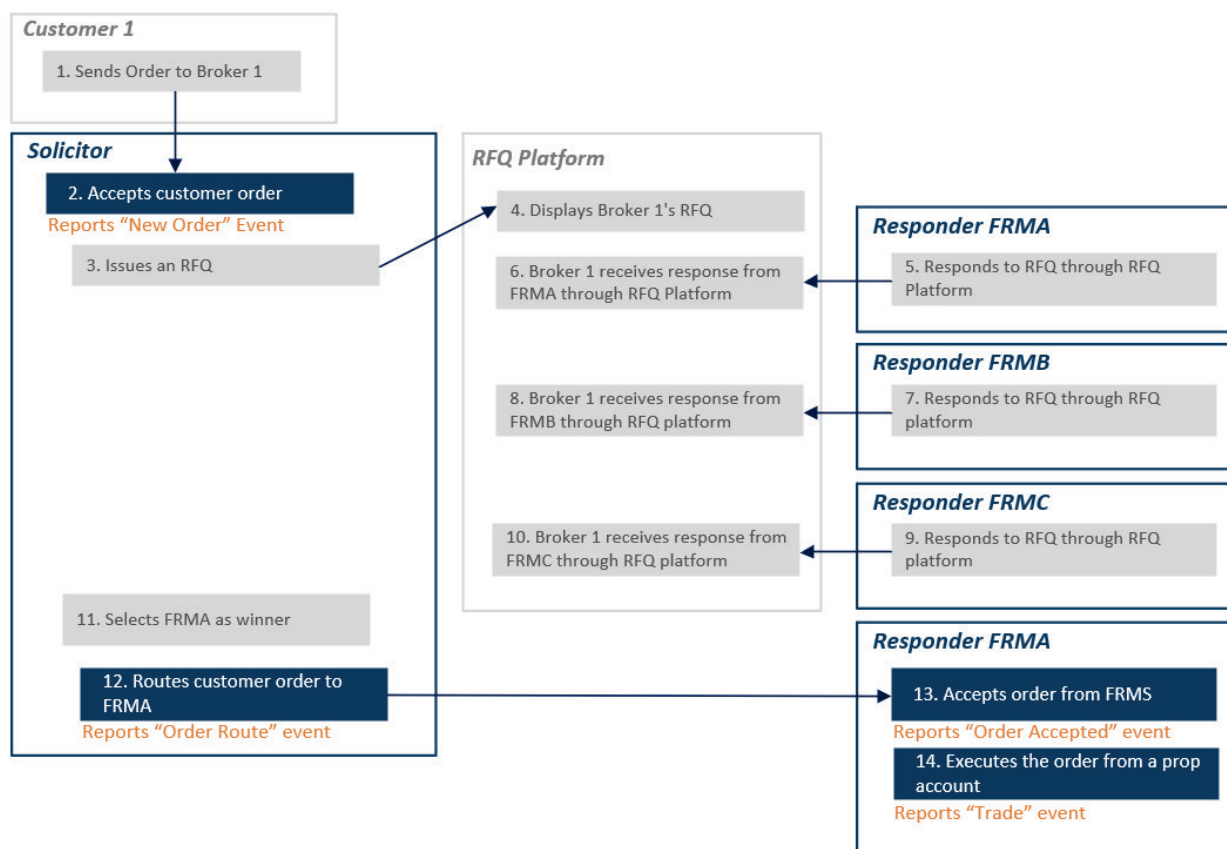 Customer 1
1. Sends Order to Broker 1
Solicitor
2. Accepts customer order
Reports “New Order” Event
3. Issues an RFQ
RFQ Platform
4. Displays Broker 1's RFQ
Responder FRMA
5. Responds to RFQ through RFQ
Platform
6. Broker 1 receives response from
FRMA through RFQ Platform
Responder FRMB
7. Responds to RFQ through RFQ
platform
8. Broker 1 receives response from
FRMB through RFQ platform
Responder FRMC
9. Responds to RFQ through RFQ
platform
10. Broker 1 receives response from
FRMC through RFQ platform
11. Selects FRMA as winner
12. Routes customer order to
FRMA
Reports “Order Route” event
Responder FRMA
13. Accepts order from FRMS
Reports “Order Accepted” event
14. Executes the order from a prop
account
Reports “Trade” event